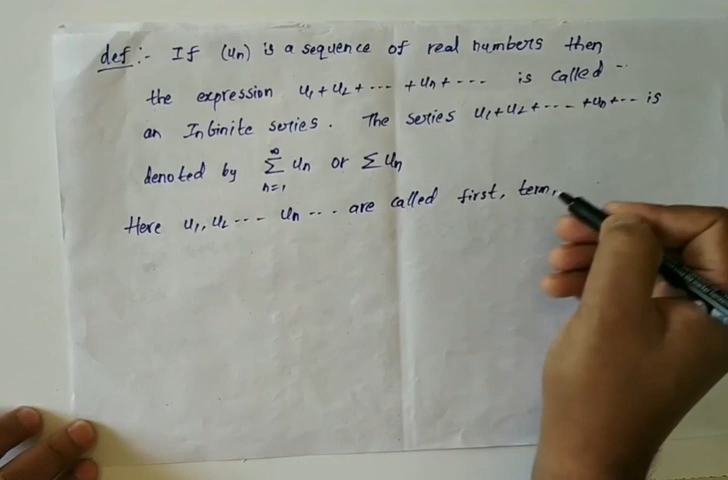 def:- If (un) is a sequence of real numbers then
the expression u1 + u2 + --- + un + --- is called -
an Infinite series. The series u1 + u2 + --- + un + -- is
denoted by ∞∑n=1 un or ∑ un
Here u1, u2 --- un --- are called first, term,